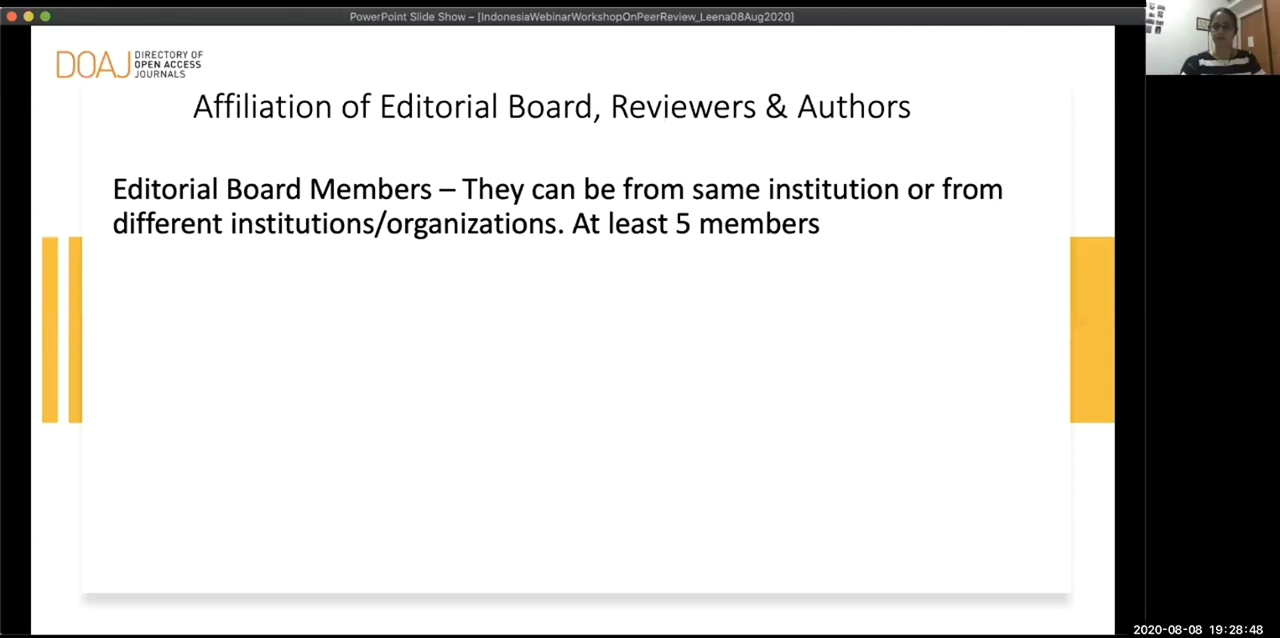 PowerPoint Slide Show – [IndonesiaWebinarWorkshopOnPeerReview_Leena08Aug2020]
DOAJ
DIRECTORY OF
OPEN ACCESS
JOURNALS
Affiliation of Editorial Board, Reviewers & Authors
Editorial Board Members – They can be from same institution or from
different institutions/organizations. At least 5 members
2020-08-08 19:28:48